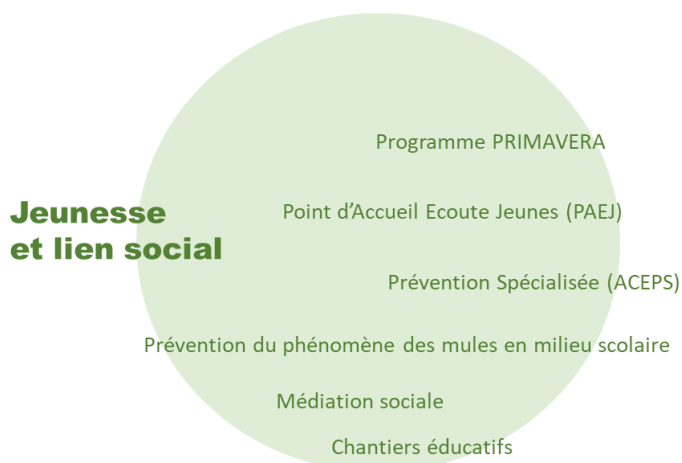 Programme PRIMAVERA
Jeunesse
et lien social
Point d'Accueil Ecoute Jeunes (PAEJ)
Prévention Spécialisée (ACEPS)
Prévention du phénomène des mules en milieu scolaire
Médiation sociale
Chantiers éducatifs